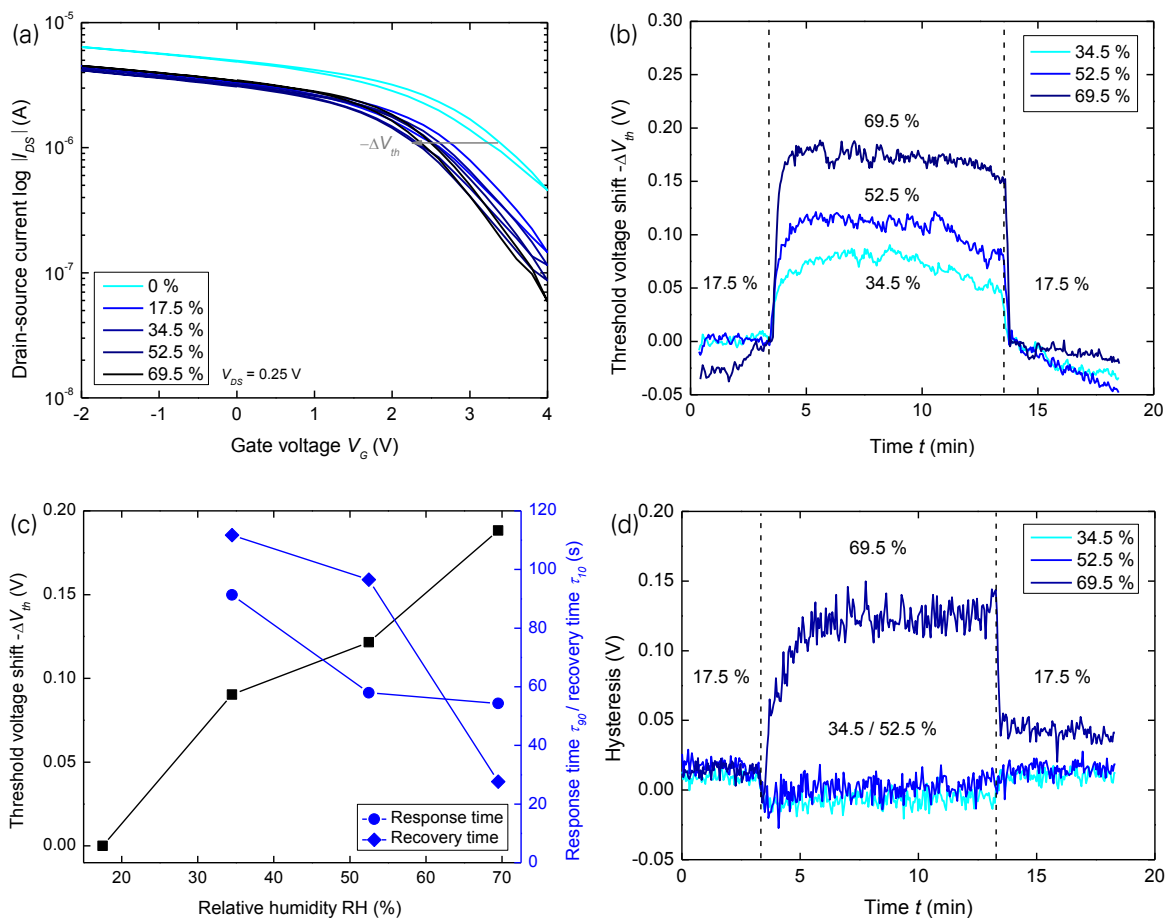 (a)
Drain-source current log |I_DS| (A)
10^-5
10^-6
10^-7
10^-8
−ΔV_th
0 %
17.5 %
34.5 %
52.5 %
69.5 %
V_DS = 0.25 V
-2 -1 0 1 2 3 4
Gate voltage V_G (V)
(b)
Threshold voltage shift -ΔV_th (V)
0.30
0.25
0.20
0.15
0.10
0.05
0.00
-0.05
34.5 %
52.5 %
69.5 %
69.5 %
52.5 %
17.5 %
34.5 %
17.5 %
0 5 10 15 20
Time t (min)
(c)
Threshold voltage shift -ΔV_th (V)
0.20
0.15
0.10
0.05
0.00
120
100
80
60
40
20
0
Response time τ_90 / recovery time τ_10 (s)
Response time
Recovery time
20 30 40 50 60 70
Relative humidity RH (%)
(d)
Hysteresis (V)
0.20
0.15
0.10
0.05
0.00
-0.05
34.5 %
52.5 %
69.5 %
69.5 %
17.5 %
17.5 %
34.5 / 52.5 %
0 5 10 15 20
Time t (min)